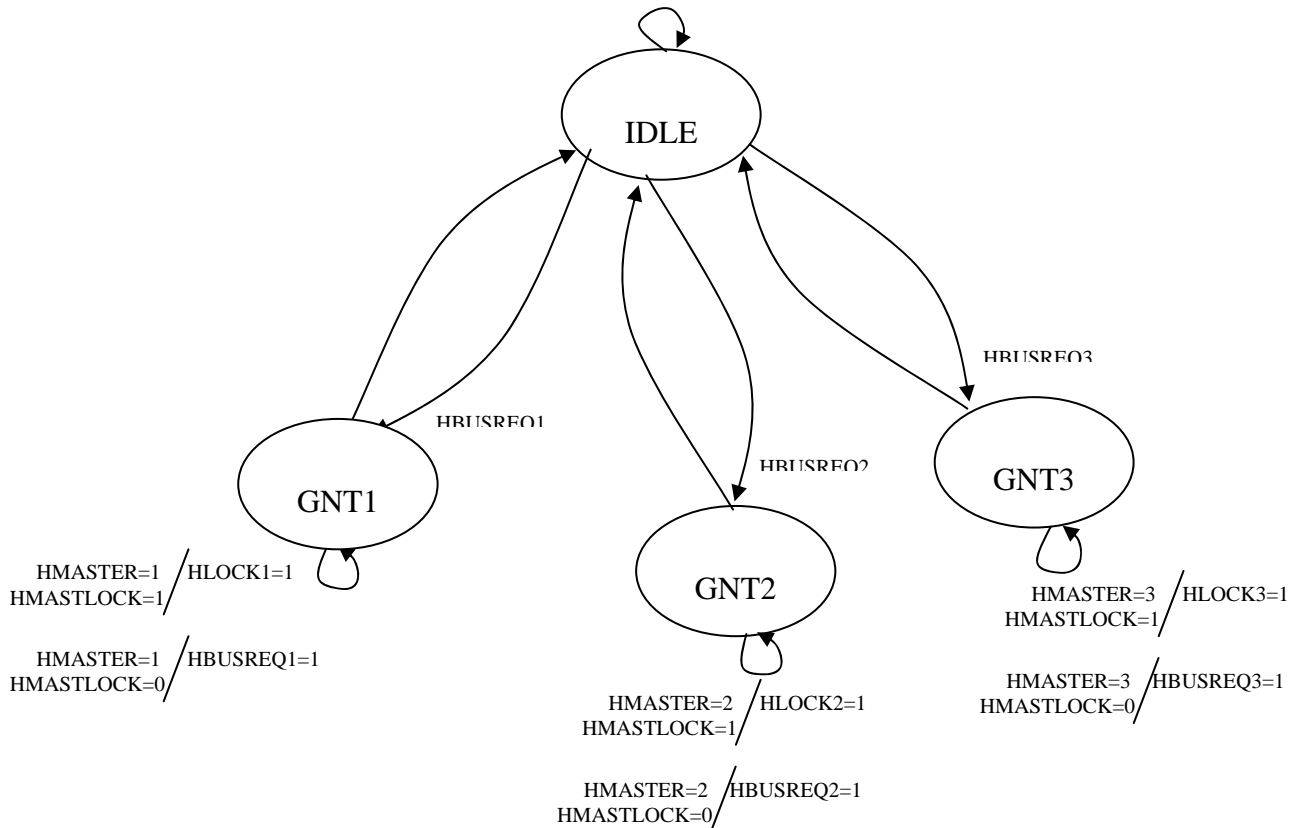 IDLE
HBUSREQ3
HBUSREQ1
HBUSREQ2
GNT3
GNT1
HMASTER=1 / HLOCK1=1
HMASTLOCK=1
GNT2
HMASTER=3 / HLOCK3=1
HMASTLOCK=1
HMASTER=1 / HBUSREQ1=1
HMASTLOCK=0
HMASTER=3 / HBUSREQ3=1
HMASTLOCK=0
HMASTER=2 / HLOCK2=1
HMASTLOCK=1
HMASTER=2 / HBUSREQ2=1
HMASTLOCK=0